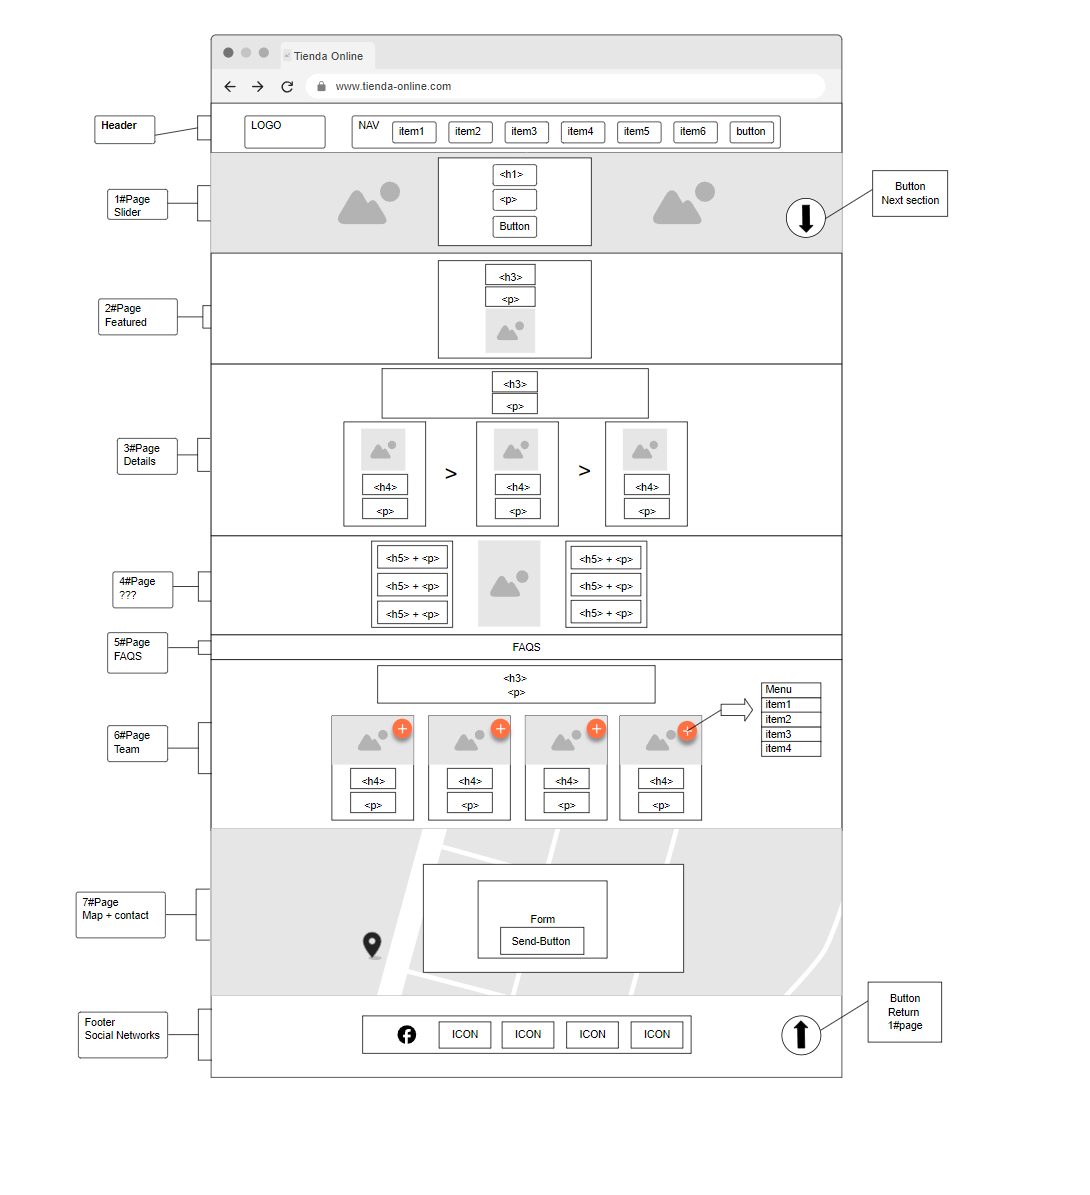 Tienda Online
www.tienda-online.com
Header
LOGO
NAV item1 item2 item3 item4 item5 item6 button
1#Page
Slider
<h1>
<p>
Button
Button
Next section
2#Page
Featured
<h3>
<p>
3#Page
Details
<h3>
<p>
> >
<h4> <h4> <h4>
<p> <p> <p>
4#Page
???
<h5> + <p> <h5> + <p>
<h5> + <p> <h5> + <p>
<h5> + <p> <h5> + <p>
5#Page
FAQS
FAQS
6#Page
Team
<h3>
<p>
+ + + +
<h4> <h4> <h4> <h4>
<p> <p> <p> <p>
Menu
item1
item2
item3
item4
7#Page
Map + contact
Form
Send-Button
Footer
Social Networks
ICON ICON ICON ICON
Button
Return
1#page